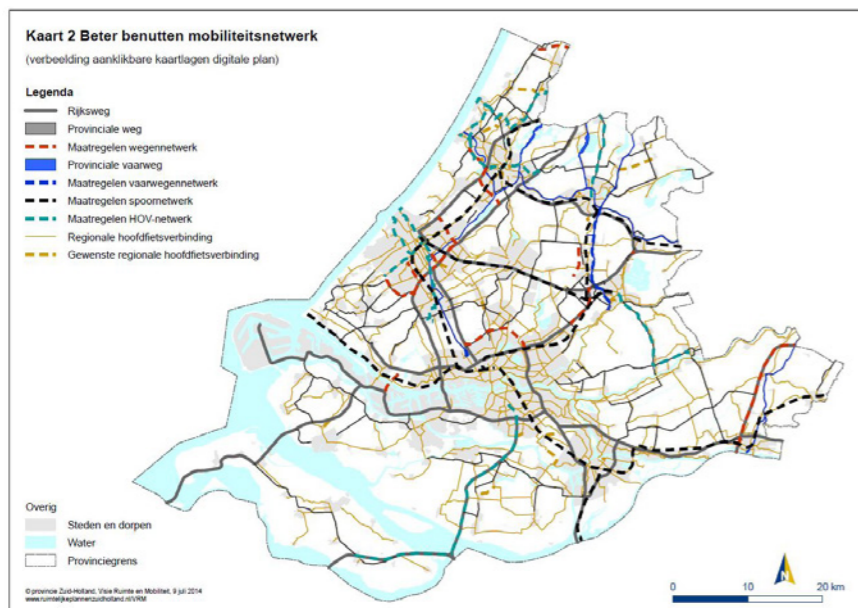 Kaart 2 Beter benutten mobiliteitsnetwerk
(verbeelding aanklikbare kaartlagen digitale plan)
Legenda
Rijksweg
Provinciale weg
Maatregelen wegennetwerk
Provinciale vaarweg
Maatregelen vaarwegennetwerk
Maatregelen spoornetwerk
Maatregelen HOV-netwerk
Regionale hoofdfietsverbinding
Gewenste regionale hoofdfietsverbinding
Overig
Steden en dorpen
Water
Provinciegrens
© provincie Zuid-Holland, Visie Ruimte en Mobiliteit, 9 juli 2014
www.ruimtelijkeplannenzuidholland.nl/VRM
N
0 10 20 km